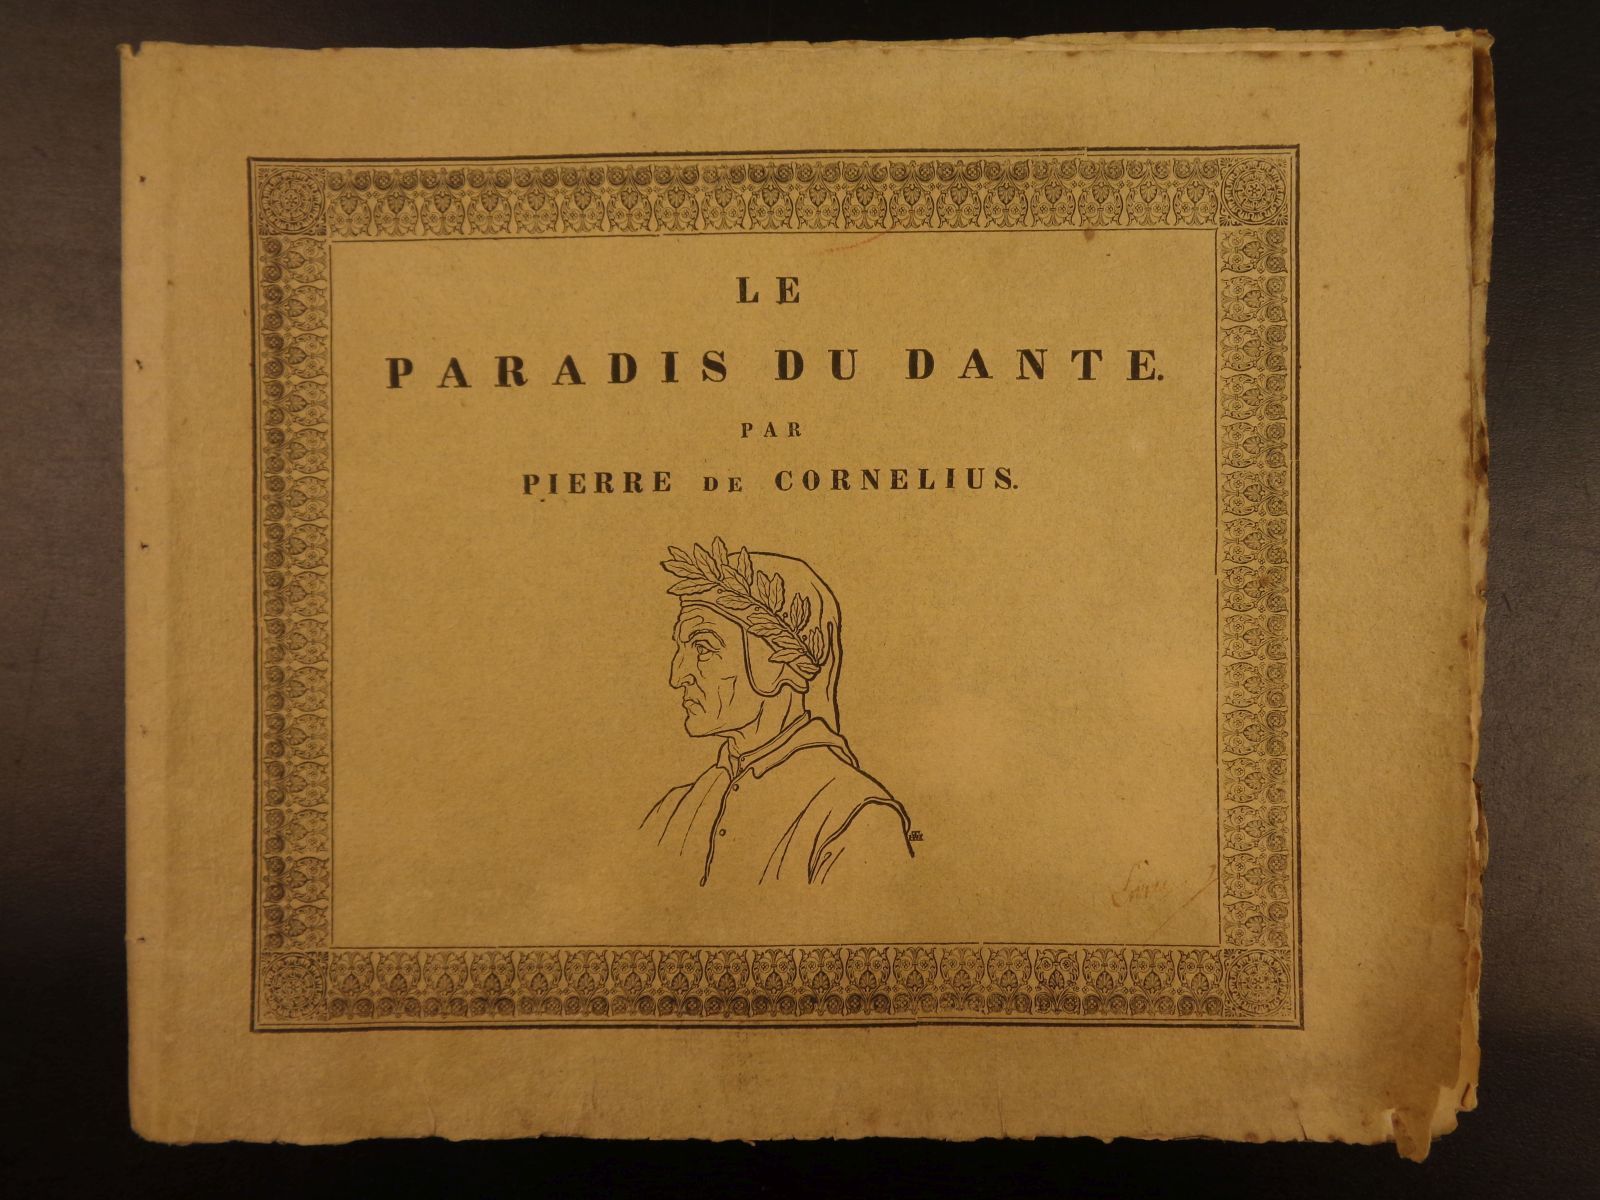 LE
PARADIS DU DANTE.
PAR
PIERRE DE CORNELIUS.